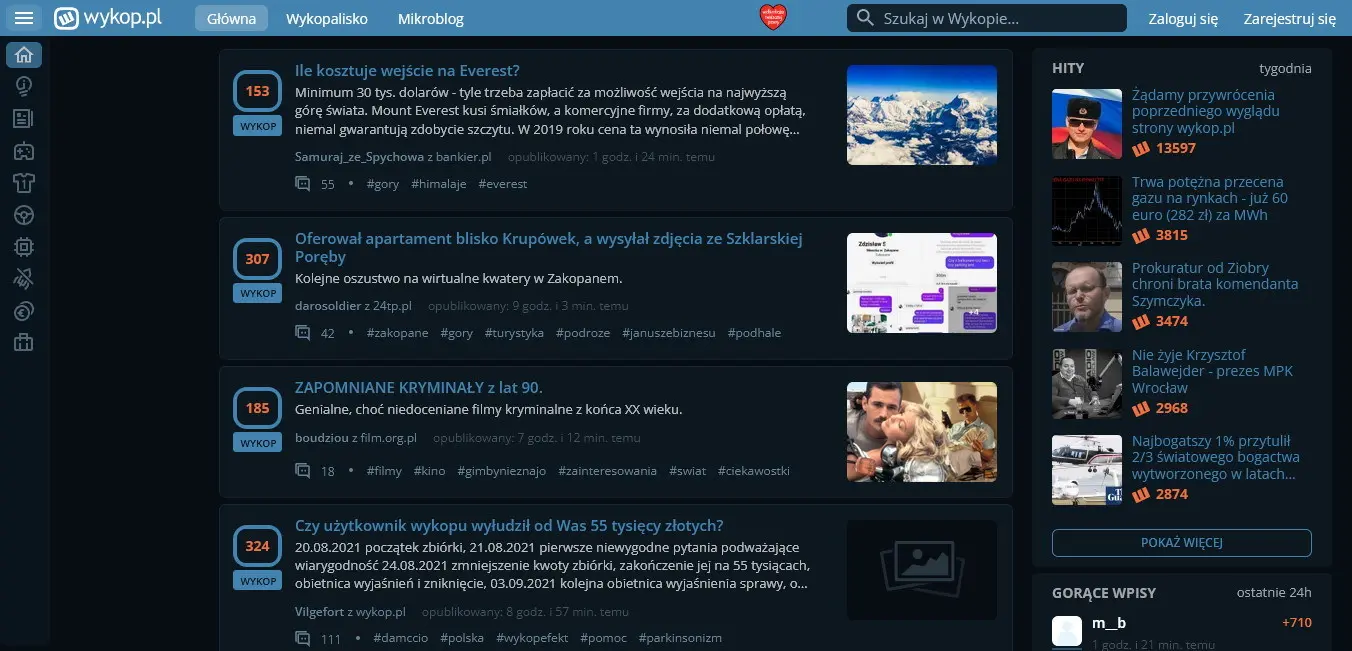 wykop.pl
Główna
Wykopalisko
Mikroblog
Szukaj w Wykopie...
Zaloguj się
Zarejestruj się
153
WYKOP
Ile kosztuje wejście na Everest?
Minimum 30 tys. dolarów - tyle trzeba zapłacić za możliwość wejścia na najwyższą
górę świata. Mount Everest kusi śmiałków, a komercyjne firmy, za dodatkową opłatą,
niemal gwarantują zdobycie szczytu. W 2019 roku cena ta wynosiła niemal połowę...
Samuraj_ze_Spychowa z bankier.pl opublikowany: 1 godz. i 24 min. temu
55 • #gory #himalaje #everest
307
WYKOP
Oferował apartament blisko Krupówek, a wysyłał zdjęcia ze Szklarskiej
Poręby
Kolejne oszustwo na wirtualne kwatery w Zakopanem.
darosoldier z 24tp.pl opublikowany: 9 godz. i 3 min. temu
42 • #zakopane #gory #turystyka #podroze #januszebiznesu #podhale
Zdzisław S
+4
185
WYKOP
ZAPOMNIANE KRYMINAŁY z lat 90.
Genialne, choć niedoceniane filmy kryminalne z końca XX wieku.
boudziou z film.org.pl opublikowany: 7 godz. i 12 min. temu
18 • #filmy #kino #gimbynieznajo #zainteresowania #swiat #ciekawostki
324
WYKOP
Czy użytkownik wykopu wyłudził od Was 55 tysięcy złotych?
20.08.2021 początek zbiórki, 21.08.2021 pierwsze niewygodne pytania podważające
wiarygodność 24.08.2021 zmniejszenie kwoty zbiórki, zakończenie jej na 55 tysiącach,
obietnica wyjaśnień i zniknięcie, 03.09.2021 kolejna obietnica wyjaśnienia sprawy, o...
Vilgefort z wykop.pl opublikowany: 8 godz. i 57 min. temu
111 • #damccio #polska #wykopefekt #pomoc #parkinsonizm
HITY
tygodnia
Żądamy przywrócenia
poprzedniego wyglądu
strony wykop.pl
13597
Trwa potężna przecena
gazu na rynkach - już 60
euro (282 zł) za MWh
3815
Prokuratur od Ziobry
chroni brata komendanta
Szymczyka.
3474
Nie żyje Krzysztof
Balawejder - prezes MPK
Wrocław
2968
Najbogatszy 1% przytulił
2/3 światowego bogactwa
wytworzonego w latach...
2874
POKAŻ WIĘCEJ
GORĄCE WPISY
ostatnie 24h
m__b
+710
1 godz. i 21 min. temu